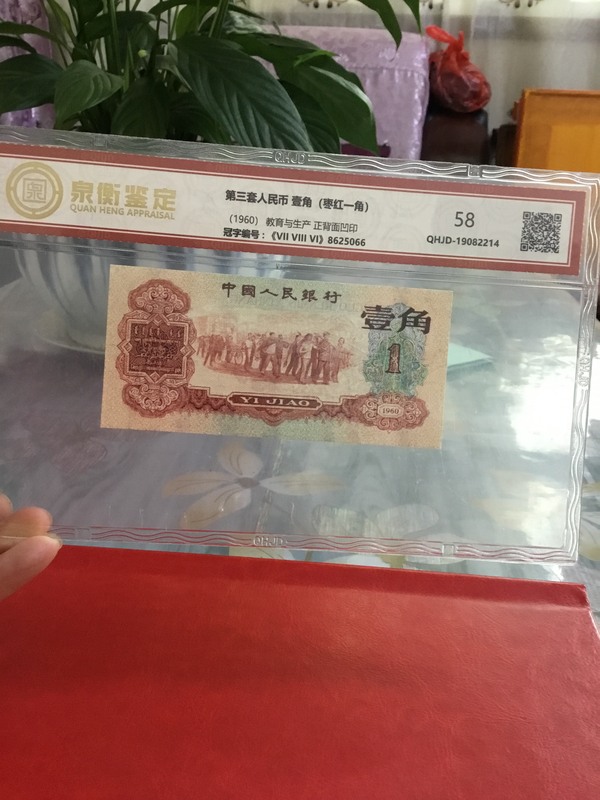 QHJD
泉衡鉴定
QUAN HENG APPRAISAL
第三套人民币 壹角（枣红一角）
（1960） 教育与生产 正背面凹印
冠字编号：《VII VIII VI》8625066
58
QHJD-19082214
中國人民銀行
壹角
1
YI JIAO
1960
QHJD